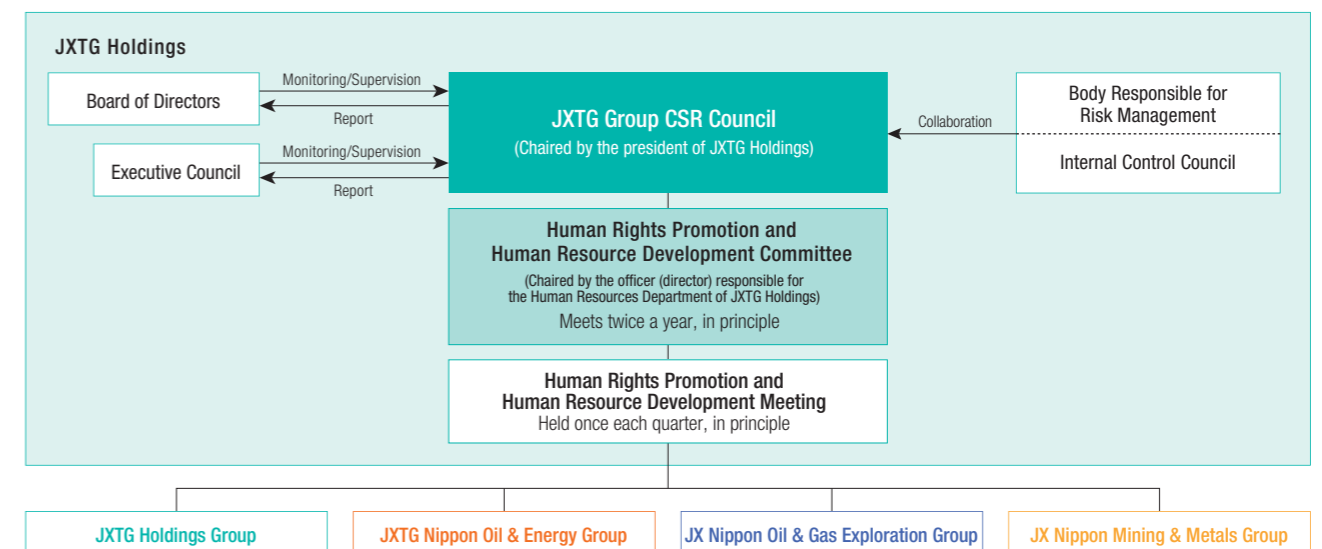 JXTG Holdings
Board of Directors
Monitoring/Supervision
Report
Executive Council
Monitoring/Supervision
Report
JXTG Group CSR Council
(Chaired by the president of JXTG Holdings)
Collaboration
Body Responsible for
Risk Management
Internal Control Council
Human Rights Promotion and
Human Resource Development Committee
(Chaired by the officer (director) responsible for
the Human Resources Department of JXTG Holdings)
Meets twice a year, in principle
Human Rights Promotion and
Human Resource Development Meeting
Held once each quarter, in principle
JXTG Holdings Group
JXTG Nippon Oil & Energy Group
JX Nippon Oil & Gas Exploration Group
JX Nippon Mining & Metals Group